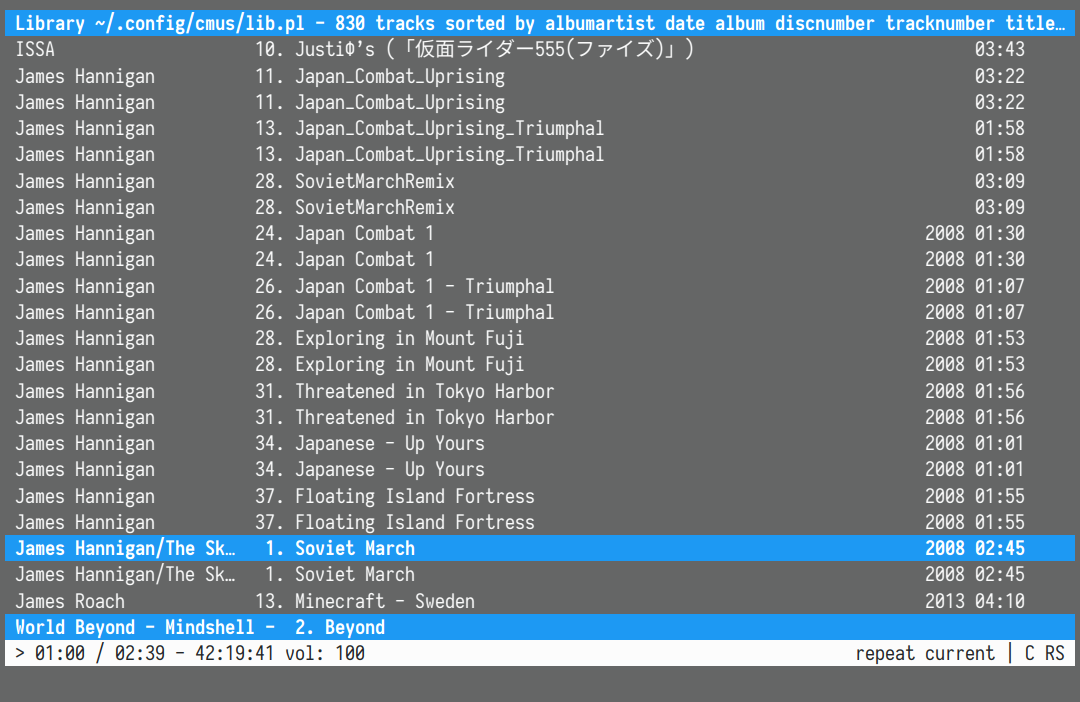 Library ~/.config/cmus/lib.pl - 830 tracks sorted by albumartist date album discnumber tracknumber title…
ISSA 10. JustiΦ's (「仮面ライダー555(ファイズ)」) 03:43
James Hannigan 11. Japan_Combat_Uprising 03:22
James Hannigan 11. Japan_Combat_Uprising 03:22
James Hannigan 13. Japan_Combat_Uprising_Triumphal 01:58
James Hannigan 13. Japan_Combat_Uprising_Triumphal 01:58
James Hannigan 28. SovietMarchRemix 03:09
James Hannigan 28. SovietMarchRemix 03:09
James Hannigan 24. Japan Combat 1 2008 01:30
James Hannigan 24. Japan Combat 1 2008 01:30
James Hannigan 26. Japan Combat 1 - Triumphal 2008 01:07
James Hannigan 26. Japan Combat 1 - Triumphal 2008 01:07
James Hannigan 28. Exploring in Mount Fuji 2008 01:53
James Hannigan 28. Exploring in Mount Fuji 2008 01:53
James Hannigan 31. Threatened in Tokyo Harbor 2008 01:56
James Hannigan 31. Threatened in Tokyo Harbor 2008 01:56
James Hannigan 34. Japanese - Up Yours 2008 01:01
James Hannigan 34. Japanese - Up Yours 2008 01:01
James Hannigan 37. Floating Island Fortress 2008 01:55
James Hannigan 37. Floating Island Fortress 2008 01:55
James Hannigan/The Sk… 1. Soviet March 2008 02:45
James Hannigan/The Sk… 1. Soviet March 2008 02:45
James Roach 13. Minecraft - Sweden 2013 04:10
World Beyond - Mindshell - 2. Beyond
> 01:00 / 02:39 - 42:19:41 vol: 100 repeat current | C RS